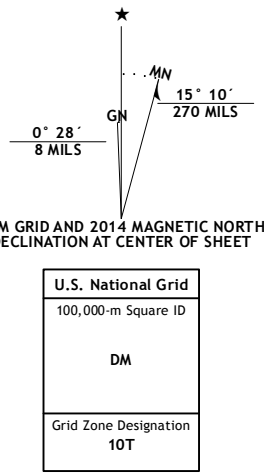 ★
MN
GN
15° 10´
270 MILS
0° 28´
8 MILS
M GRID AND 2014 MAGNETIC NORTH
DECLINATION AT CENTER OF SHEET
U.S. National Grid
100,000-m Square ID
DM
Grid Zone Designation
10T